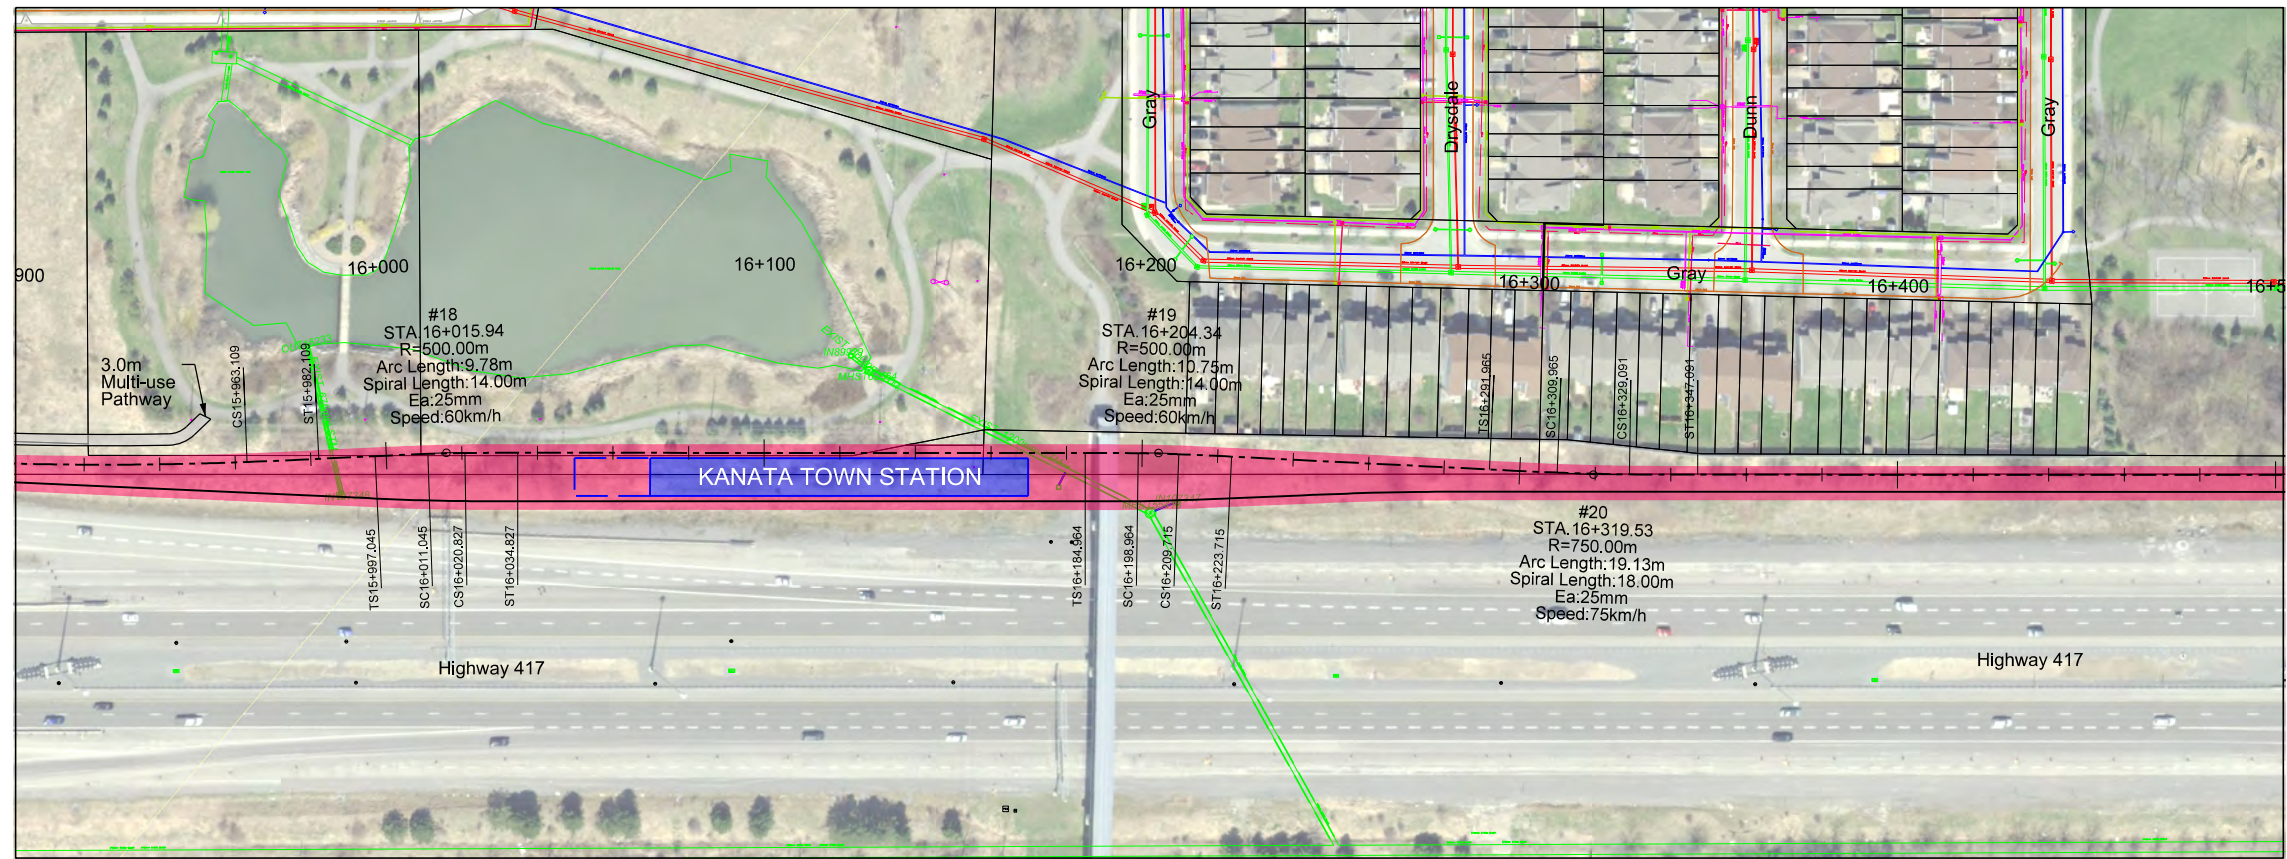 Gray
Drysdale
Dunn
Gray
900
16+000
16+100
16+200
16+300
Gray
16+400
16+5
#18
STA.16+015.94
R=500.00m
Arc Length:9.78m
Spiral Length:14.00m
Ea:25mm
Speed:60km/h
#19
STA.16+204.34
R=500.00m
Arc Length:10.75m
Spiral Length:14.00m
Ea:25mm
Speed:60km/h
3.0m
Multi-use
Pathway
CS15+963.109
ST15+982.109
TS16+291.965
SC16+309.965
CS16+329.091
ST16+347.091
KANATA TOWN STATION
TS15+997.045
SC16+011.045
CS16+020.827
ST16+034.827
TS16+184.964
SC16+198.964
CS16+209.715
ST16+223.715
#20
STA.16+319.53
R=750.00m
Arc Length:19.13m
Spiral Length:18.00m
Ea:25mm
Speed:75km/h
Highway 417
Highway 417